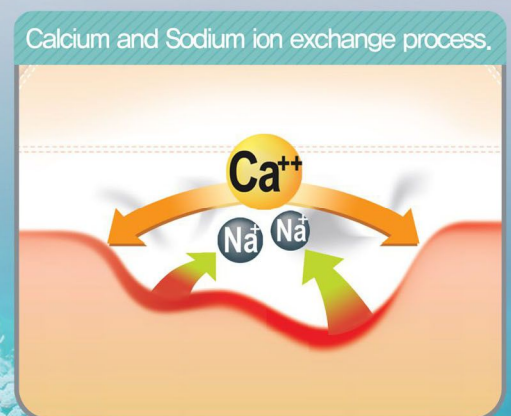 Calcium and Sodium ion exchange process.
Ca++
Na+ Na+